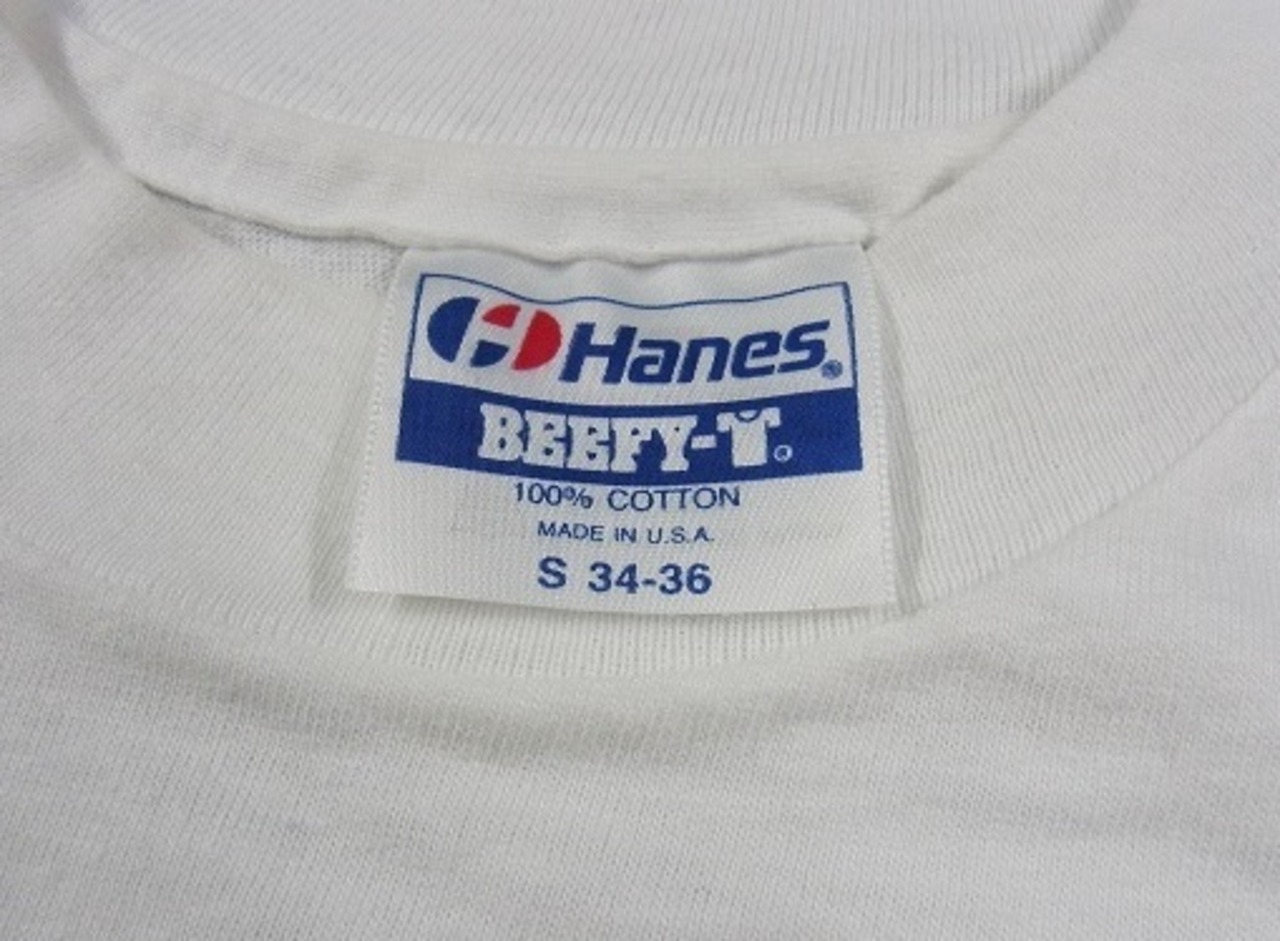 Hanes®
BEEFY-T®
100% COTTON
MADE IN U.S.A.
S 34-36